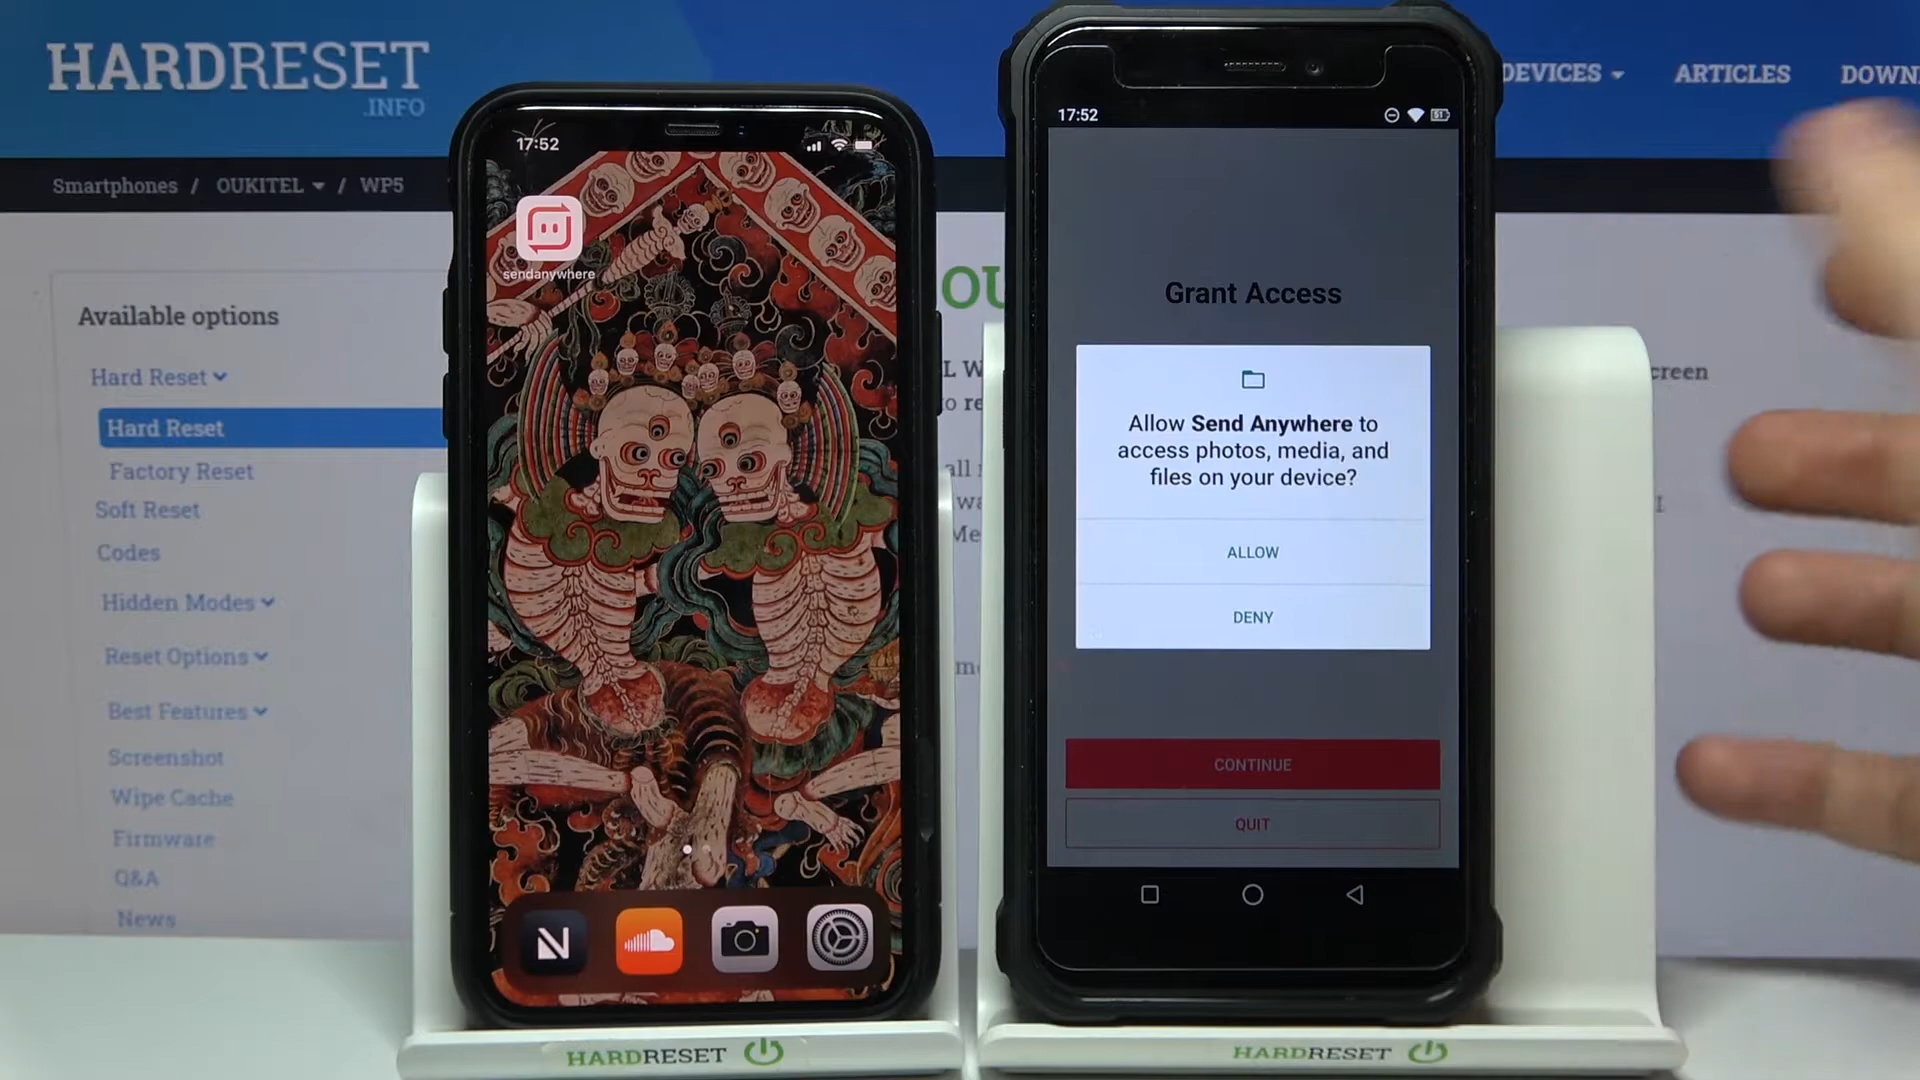 HARDRESET
.INFO
DEVICES
ARTICLES
Smartphones / OUKITEL / WP5
Available options
Hard Reset
Hard Reset
Factory Reset
Soft Reset
Codes
Hidden Modes
Reset Options
Best Features
Screenshot
Wipe Cache
Firmware
Q&A
News
17:52
sendanywhere
N
17:52
51
Grant Access
Allow Send Anywhere to
access photos, media, and
files on your device?
ALLOW
DENY
CONTINUE
QUIT
HARDRESET
HARDRESET